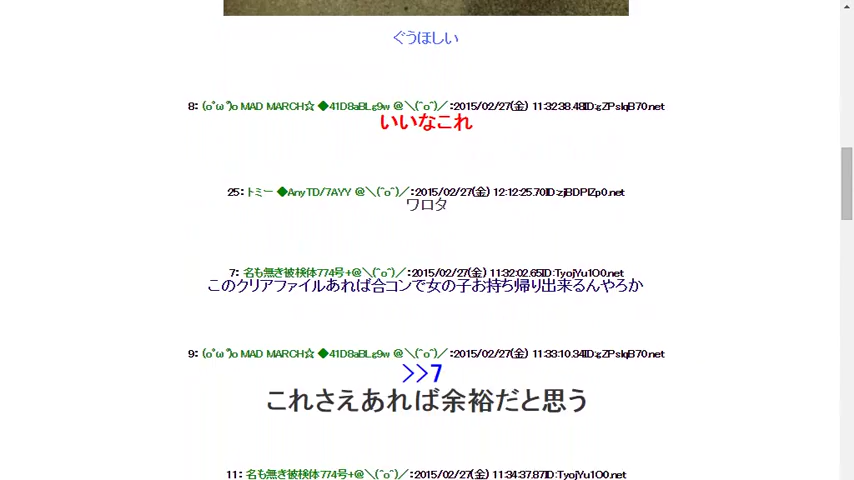 ぐうほしい
8: (oﾟωﾟ)o MAD MARCH☆ ◆41D8aBLg9w @＼(^o^)／:2015/02/27(金) 11:32:38.48ID:gZPsIqB70.net
いいなこれ
25: トミー ◆AnyTD/7AYY @＼(^o^)／:2015/02/27(金) 12:12:25.70ID:zjBDPIZp0.net
ワロタ
7: 名も無き被検体774号+@＼(^o^)／:2015/02/27(金) 11:32:02.65ID:TyojYu1O0.net
このクリアファイルあれば合コンで女の子お持ち帰り出来るんやろか
9: (oﾟωﾟ)o MAD MARCH☆ ◆41D8aBLg9w @＼(^o^)／:2015/02/27(金) 11:33:10.34ID:gZPsIqB70.net
>>7
これさえあれば余裕だと思う
11: 名も無き被検体774号+@＼(^o^)／:2015/02/27(金) 11:34:37.87ID:TyojYu1O0.net